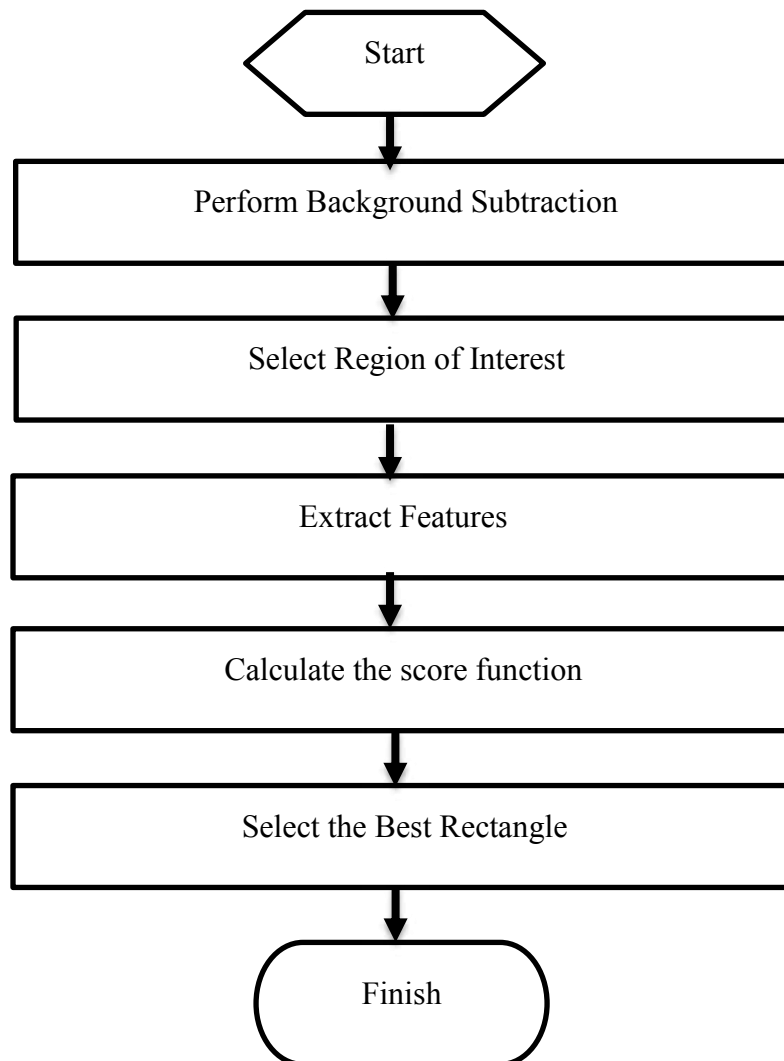 Start
Perform Background Subtraction
Select Region of Interest
Extract Features
Calculate the score function
Select the Best Rectangle
Finish